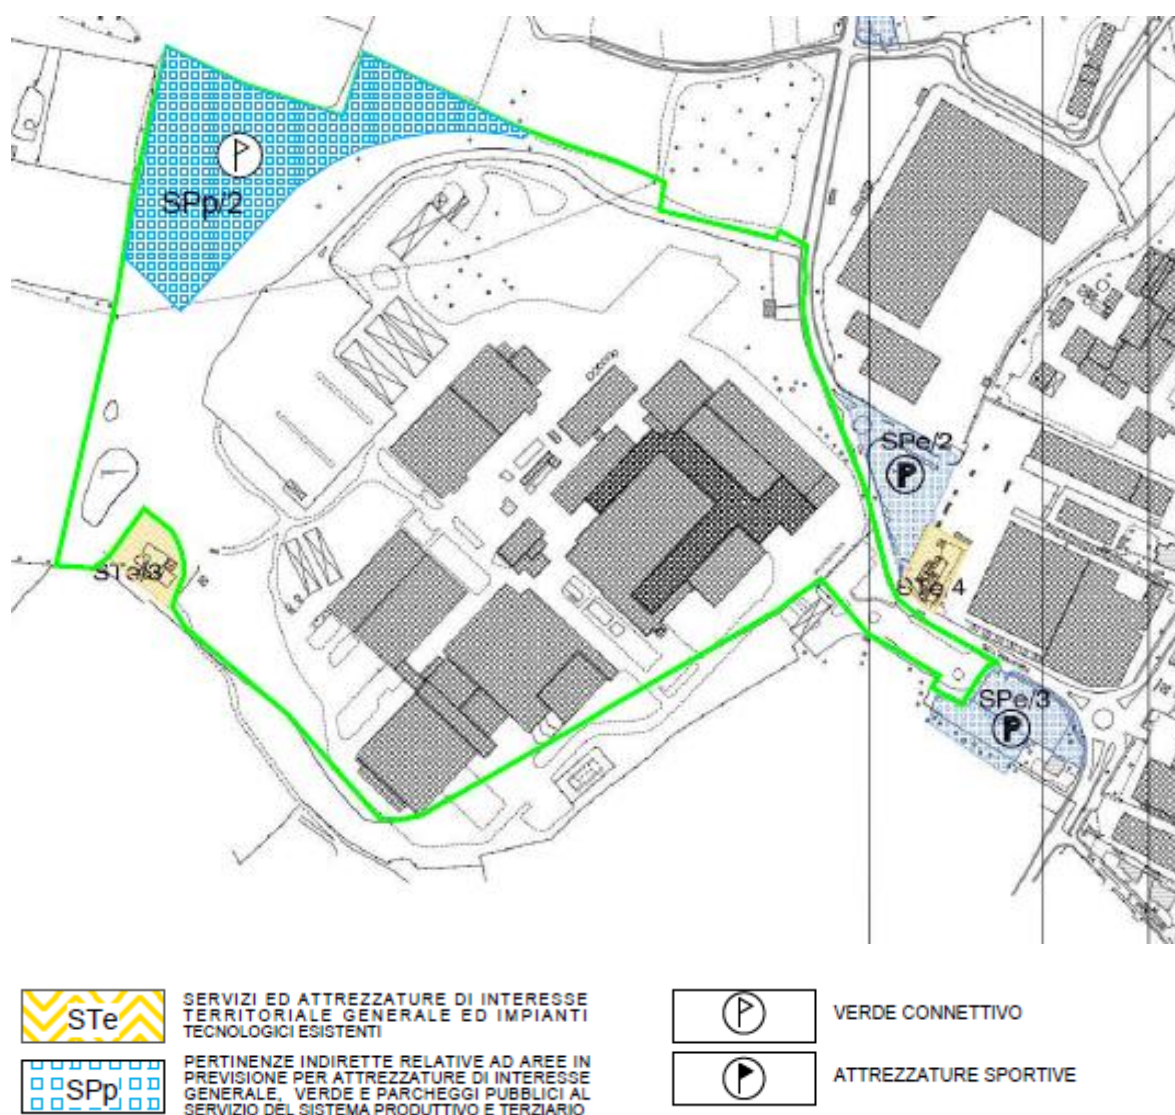 SPp/2
SPe/2
STe/3
STe/4
SPe/3
STe
SERVIZI ED ATTREZZATURE DI INTERESSE
TERRITORIALE GENERALE ED IMPIANTI
TECNOLOGICI ESISTENTI
SPp
PERTINENZE INDIRETTE RELATIVE AD AREE IN
PREVISIONE PER ATTREZZATURE DI INTERESSE
GENERALE, VERDE E PARCHEGGI PUBBLICI AL
SERVIZIO DEL SISTEMA PRODUTTIVO E TERZIARIO
VERDE CONNETTIVO
ATTREZZATURE SPORTIVE